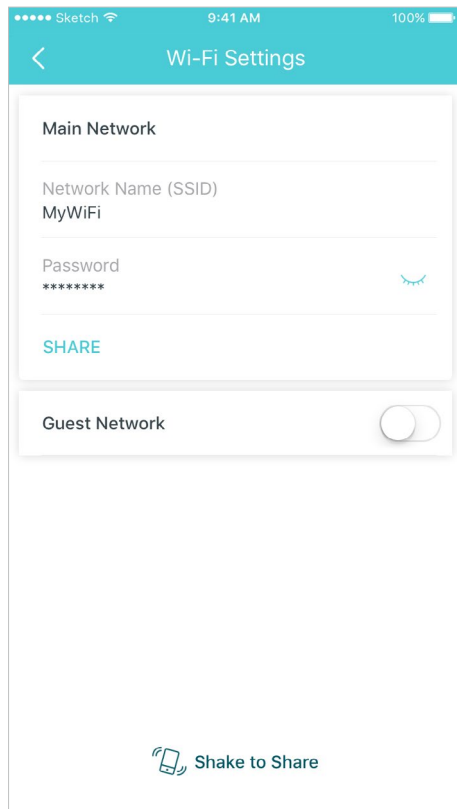 Sketch 9:41 AM 100%
Wi-Fi Settings
Main Network
Network Name (SSID)
MyWiFi
Password
********
SHARE
Guest Network
Shake to Share